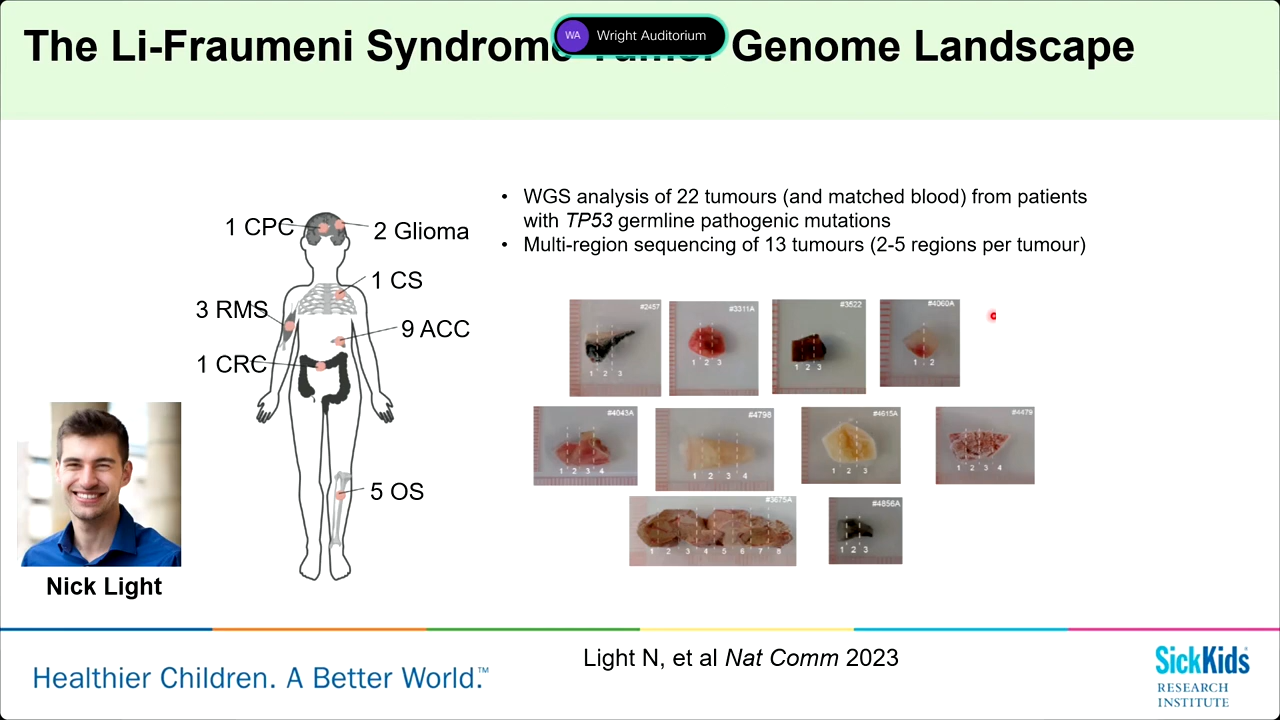 The Li-Fraumeni Syndrome Tumor Genome Landscape
WA Wright Auditorium
• WGS analysis of 22 tumours (and matched blood) from patients
with TP53 germline pathogenic mutations
• Multi-region sequencing of 13 tumours (2-5 regions per tumour)
1 CPC
2 Glioma
1 CS
3 RMS
9 ACC
1 CRC
5 OS
#2457
1 2 3
#3311A
1 2 3
#3522
1 2 3
#4060A
1 2
#4043A
1 2 3 4
#4798
1 2 3 4
#4615A
1 2 3
#4479
1 2 3 4
#3675A
1 2 3 4 5 6 7 8
#4856A
1 2 3
Nick Light
Light N, et al Nat Comm 2023
Healthier Children. A Better World.™
SickKids
RESEARCH
INSTITUTE